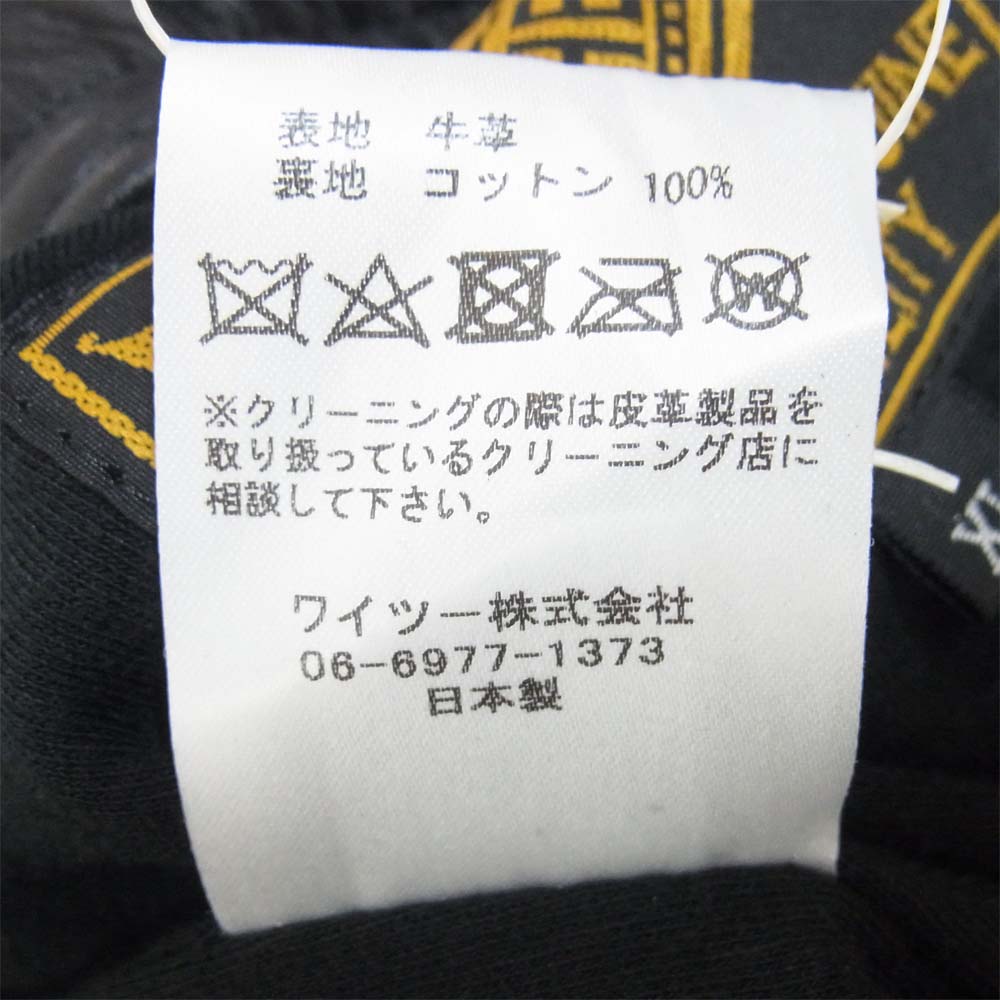 表地 牛革
裏地 コットン 100%
W
※クリーニングの際は皮革製品を
取り扱っているクリーニング店に
相談して下さい。
ワイツー株式会社
06-6977-1373
日本製